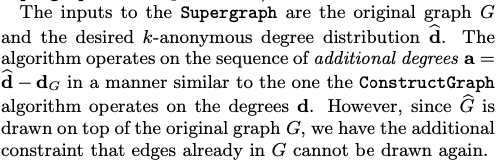 The inputs to the Supergraph are the original graph G
and the desired k-anonymous degree distribution d̂. The
algorithm operates on the sequence of additional degrees a =
d̂ − d_G in a manner similar to the one the ConstructGraph
algorithm operates on the degrees d. However, since Ĝ is
drawn on top of the original graph G, we have the additional
constraint that edges already in G cannot be drawn again.